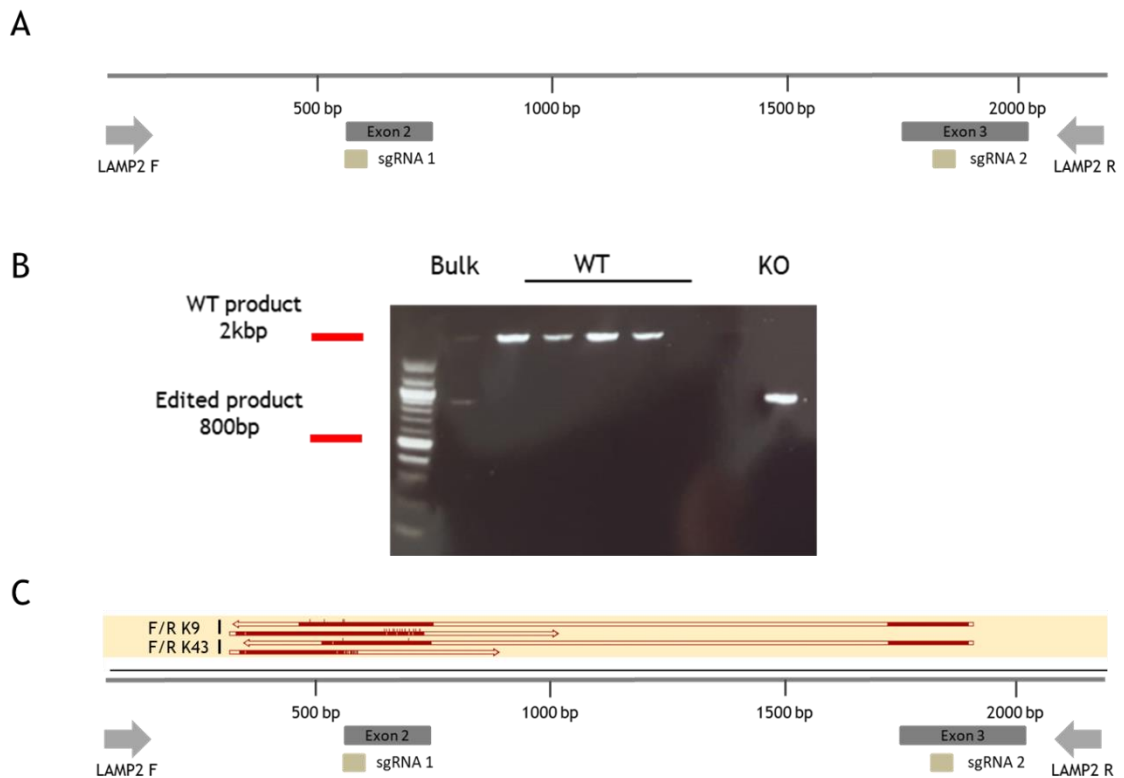 A
500 bp
1000 bp
1500 bp
2000 bp
Exon 2
Exon 3
sgRNA 1
sgRNA 2
LAMP2 F
LAMP2 R
B
Bulk
WT
KO
WT product
2kbp
Edited product
800bp
C
F/R K9
F/R K43
500 bp
1000 bp
1500 bp
2000 bp
Exon 2
Exon 3
sgRNA 1
sgRNA 2
LAMP2 F
LAMP2 R